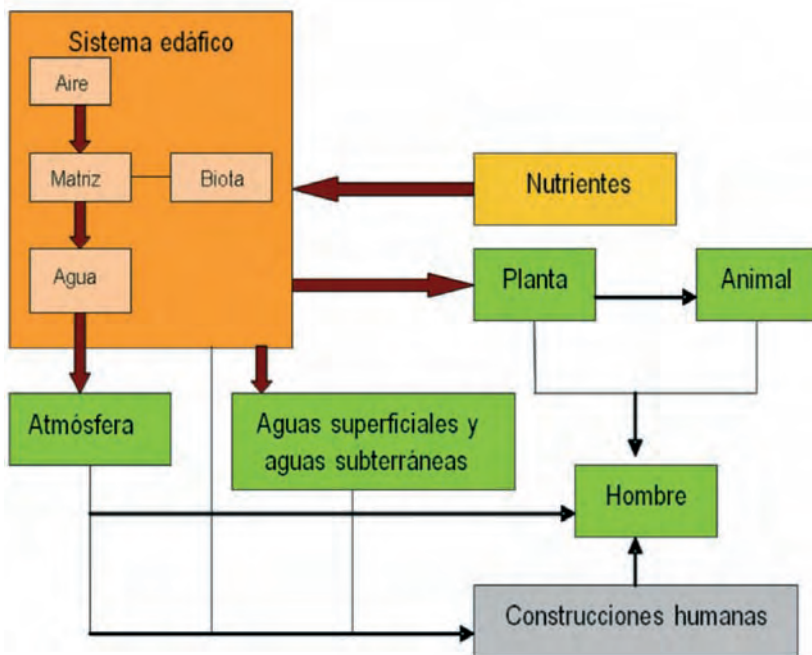 Sistema edáfico
Aire
Matriz
Biota
Agua
Nutrientes
Planta
Animal
Atmósfera
Aguas superficiales y
aguas subterráneas
Hombre
Construcciones humanas